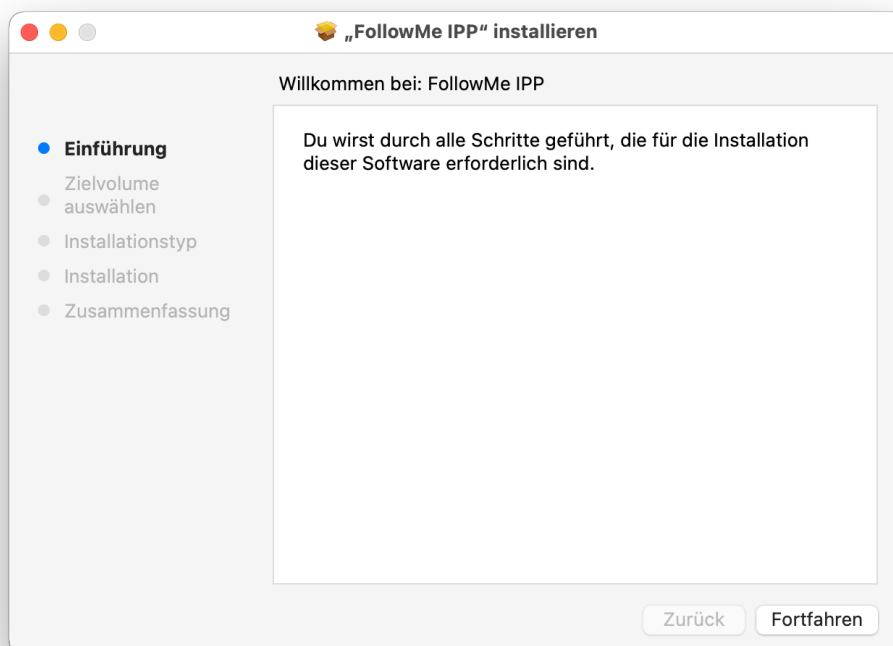 „FollowMe IPP“ installieren
Willkommen bei: FollowMe IPP
Einführung
Zielvolume
auswählen
Installationstyp
Installation
Zusammenfassung
Du wirst durch alle Schritte geführt, die für die Installation
dieser Software erforderlich sind.
Zurück
Fortfahren